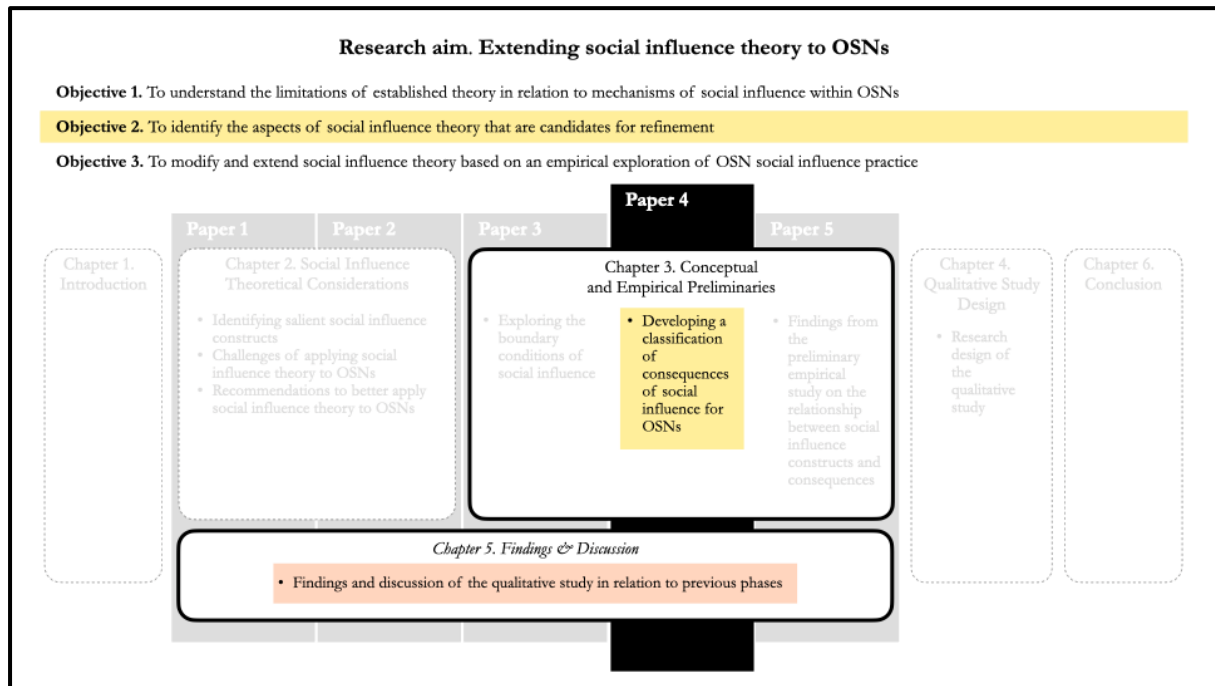 Research aim. Extending social influence theory to OSNs
Objective 1. To understand the limitations of established theory in relation to mechanisms of social influence within OSNs
Objective 2. To identify the aspects of social influence theory that are candidates for refinement
Objective 3. To modify and extend social influence theory based on an empirical exploration of OSN social influence practice
Paper 1
Paper 2
Paper 3
Paper 4
Paper 5
Chapter 1.
Introduction
Chapter 2. Social Influence
Theoretical Considerations
• Identifying salient social influence
constructs
• Challenges of applying social
influence theory to OSNs
• Recommendations to better apply
social influence theory to OSNs
Chapter 3. Conceptual
and Empirical Preliminaries
• Exploring the
boundary
conditions of
social influence
• Developing a
classification
of
consequences
of social
influence for
OSNs
• Findings from
the
preliminary
empirical
study on the
relationship
between social
influence
constructs and
consequences
Chapter 4.
Qualitative Study
Design
• Research
design of
the
qualitative
study
Chapter 6.
Conclusion
Chapter 5. Findings & Discussion
• Findings and discussion of the qualitative study in relation to previous phases